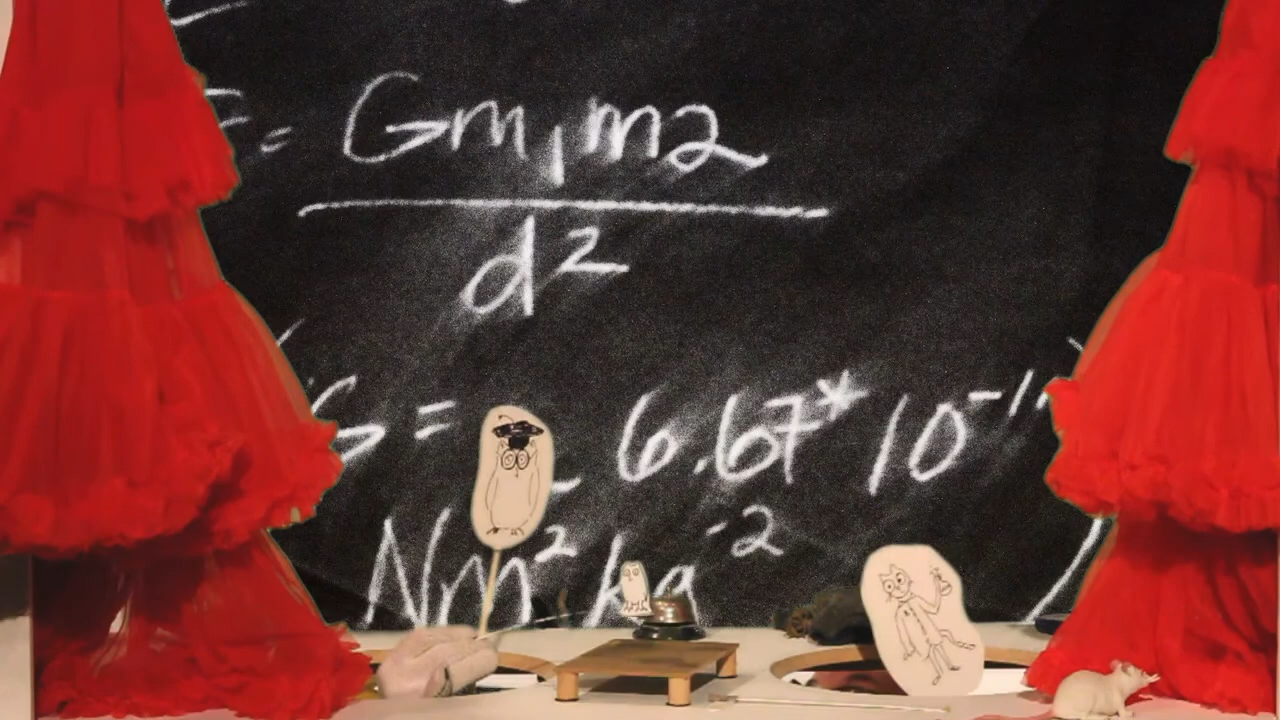 F = Gm1m2
d²
G = 6.67*10⁻¹¹
Nm²kg⁻²